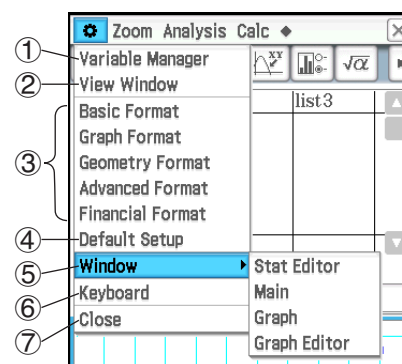 Zoom Analysis Calc ◆
① Variable Manager
② View Window
③ Basic Format
Graph Format
Geometry Format
Advanced Format
Financial Format
④ Default Setup
⑤ Window
⑥ Keyboard
⑦ Close
XY
√α
list3
Stat Editor
Main
Graph
Graph Editor